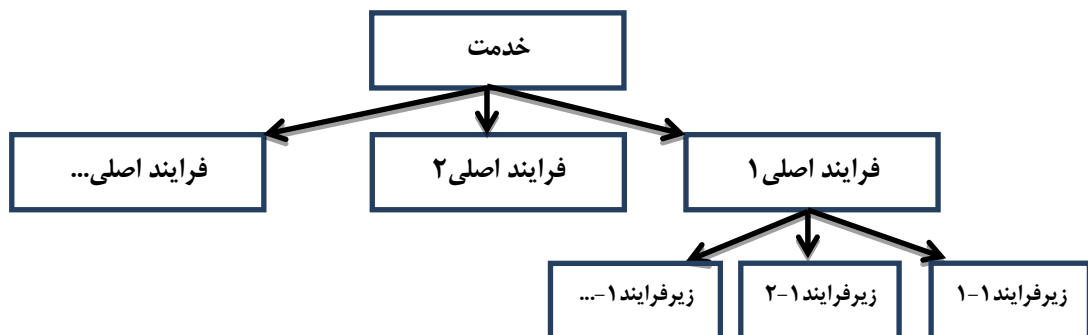 خدمت
فرایند اصلی۱
فرایند اصلی۲
فرایند اصلی...
زیرفرایند۱-۱
زیرفرایند۱-۲
زیرفرایند۱-...